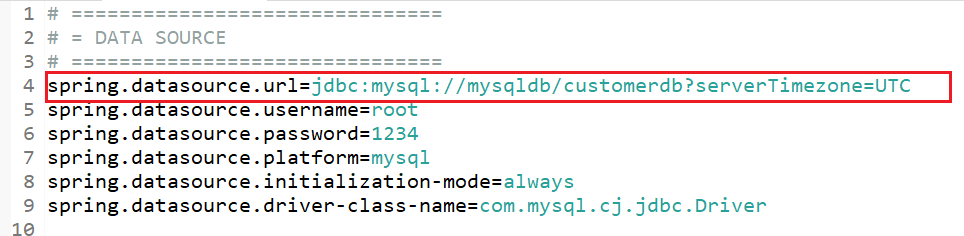 1 # ===============================
2 # = DATA SOURCE
3 # ===============================
4 spring.datasource.url=jdbc:mysql://mysqldb/customerdb?serverTimezone=UTC
5 spring.datasource.username=root
6 spring.datasource.password=1234
7 spring.datasource.platform=mysql
8 spring.datasource.initialization-mode=always
9 spring.datasource.driver-class-name=com.mysql.cj.jdbc.Driver
10